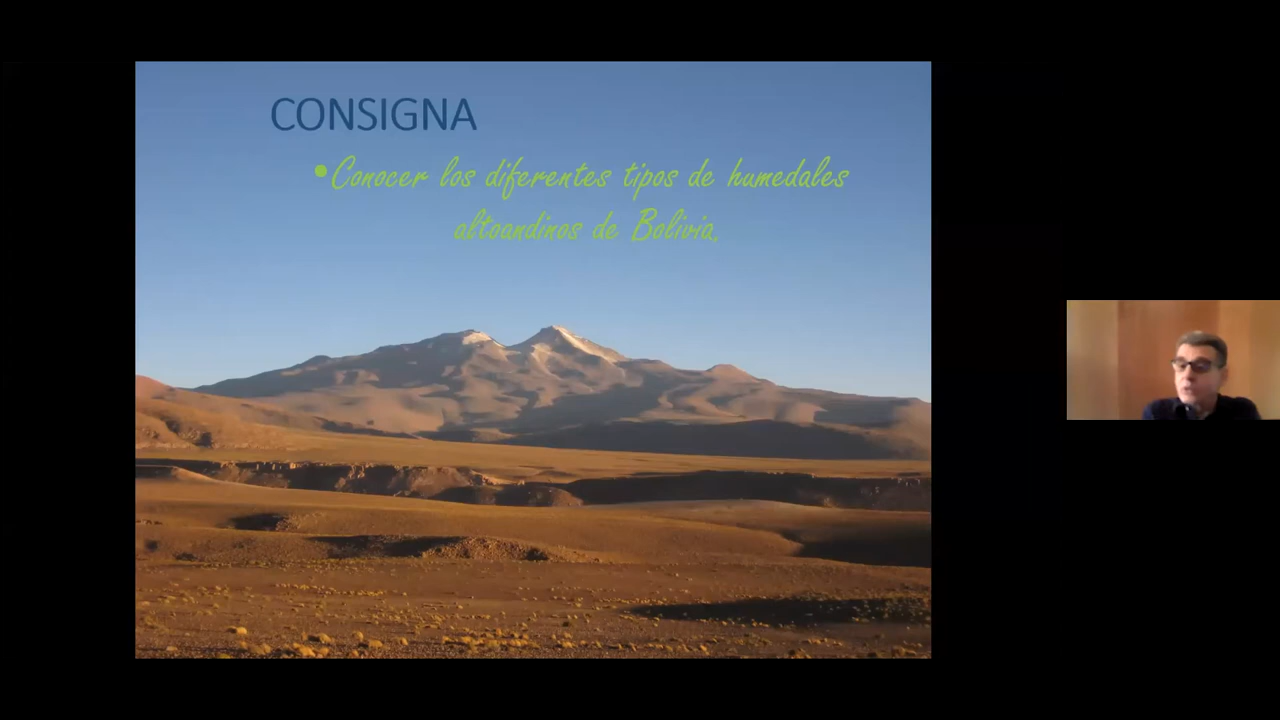 CONSIGNA
•Conocer los diferentes tipos de humedales
altoandinos de Bolivia.